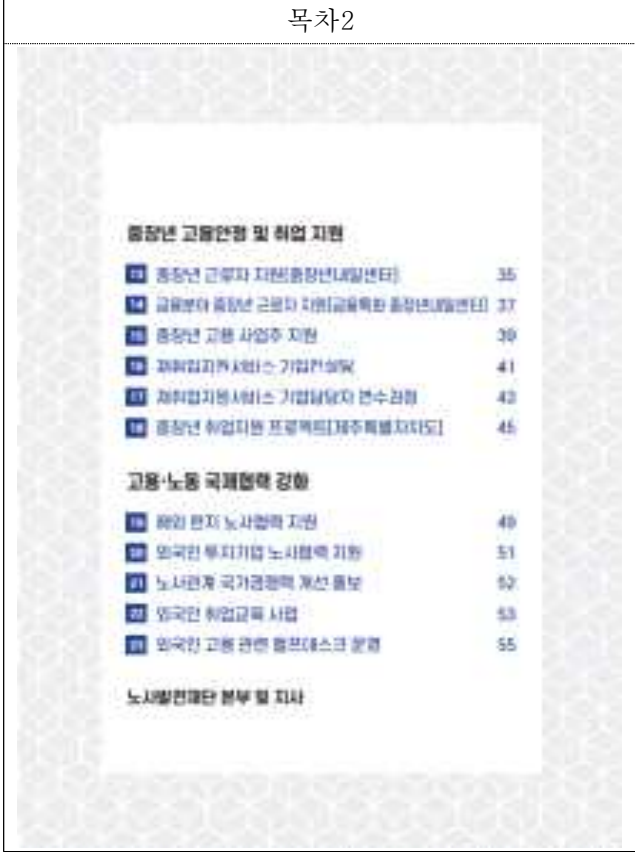 목차2
중장년 고용안정 및 취업 지원
13 중장년 근로자 지원[중장년내일센터] 35
14 금융분야 중장년 근로자 지원[금융특화 중장년내일센터] 37
15 중장년 고용 사업주 지원 39
16 재취업지원서비스 기업컨설팅 41
17 재취업지원서비스 기업담당자 연수과정 43
18 중장년 취업지원 프로젝트[제주특별자치도] 45
고용·노동 국제협력 강화
19 해외 현지 노사협력 지원 49
20 외국인 투자기업 노사협력 지원 51
21 노사관계 국가경쟁력 개선 홍보 52
22 외국인 취업교육 사업 53
23 외국인 고용 관련 헬프데스크 운영 55
노사발전재단 본부 및 지사